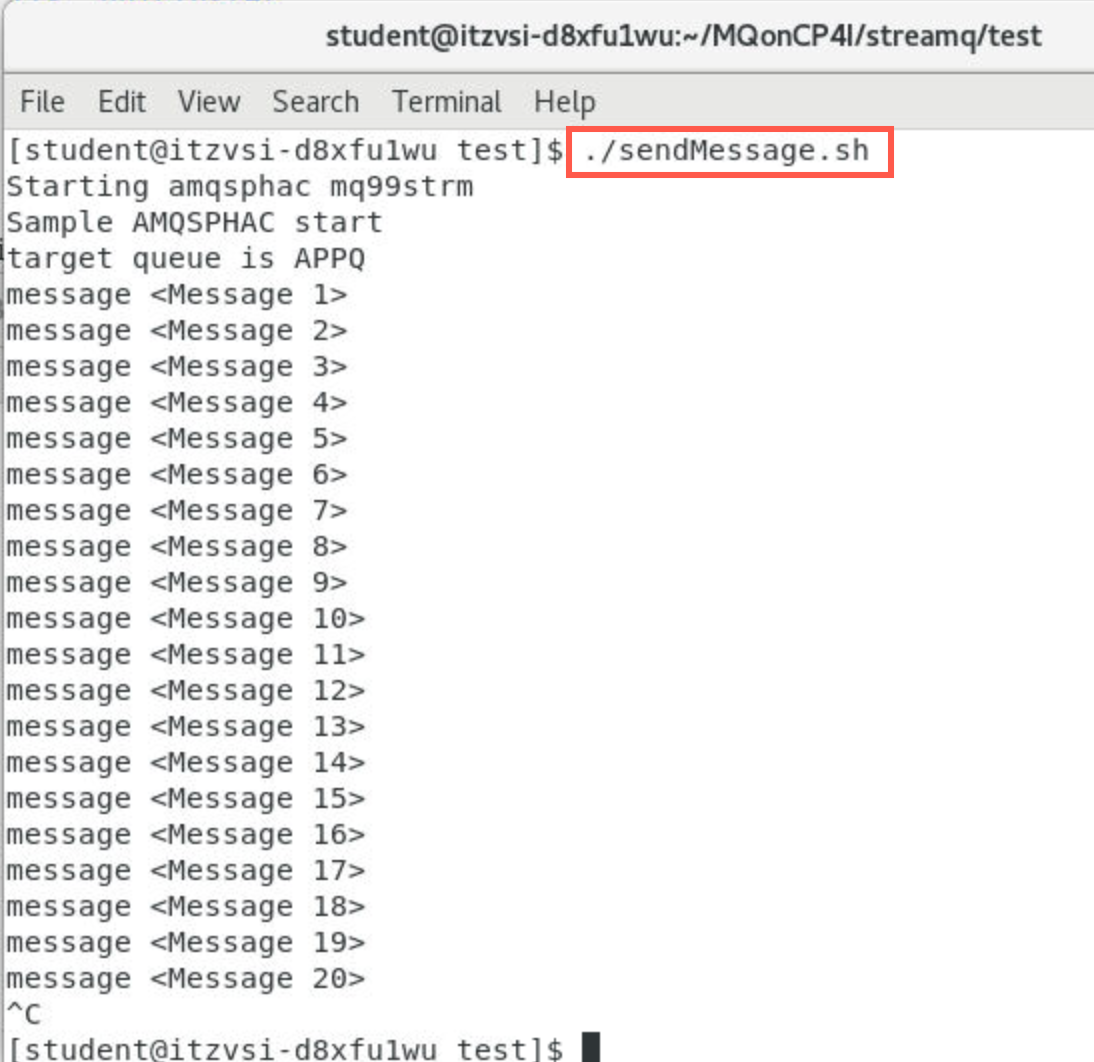 student@itzvsi-d8xfu1wu:~/MQonCP4I/streamq/test
File Edit View Search Terminal Help
[student@itzvsi-d8xfu1wu test]$ ./sendMessage.sh
Starting amqsphac mq99strm
Sample AMQSPHAC start
target queue is APPQ
message <Message 1>
message <Message 2>
message <Message 3>
message <Message 4>
message <Message 5>
message <Message 6>
message <Message 7>
message <Message 8>
message <Message 9>
message <Message 10>
message <Message 11>
message <Message 12>
message <Message 13>
message <Message 14>
message <Message 15>
message <Message 16>
message <Message 17>
message <Message 18>
message <Message 19>
message <Message 20>
^C
[student@itzvsi-d8xfu1wu test]$